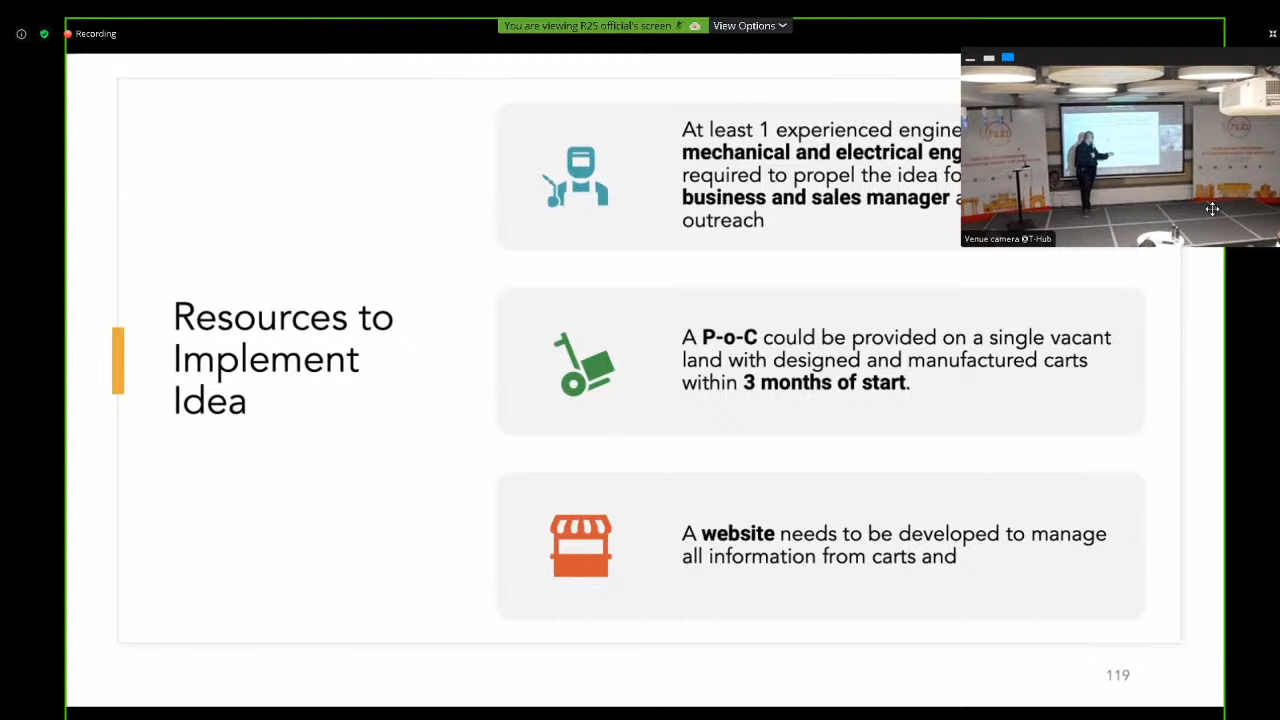 You are viewing R25 official's screen
View Options
Recording
At least 1 experienced
mechanical and electrical
required to propel the idea
business and sales manager
outreach
Venue camera @T-Hub
Resources to
Implement
Idea
A P-o-C could be provided on a single vacant
land with designed and manufactured carts
within 3 months of start.
A website needs to be developed to manage
all information from carts and
119